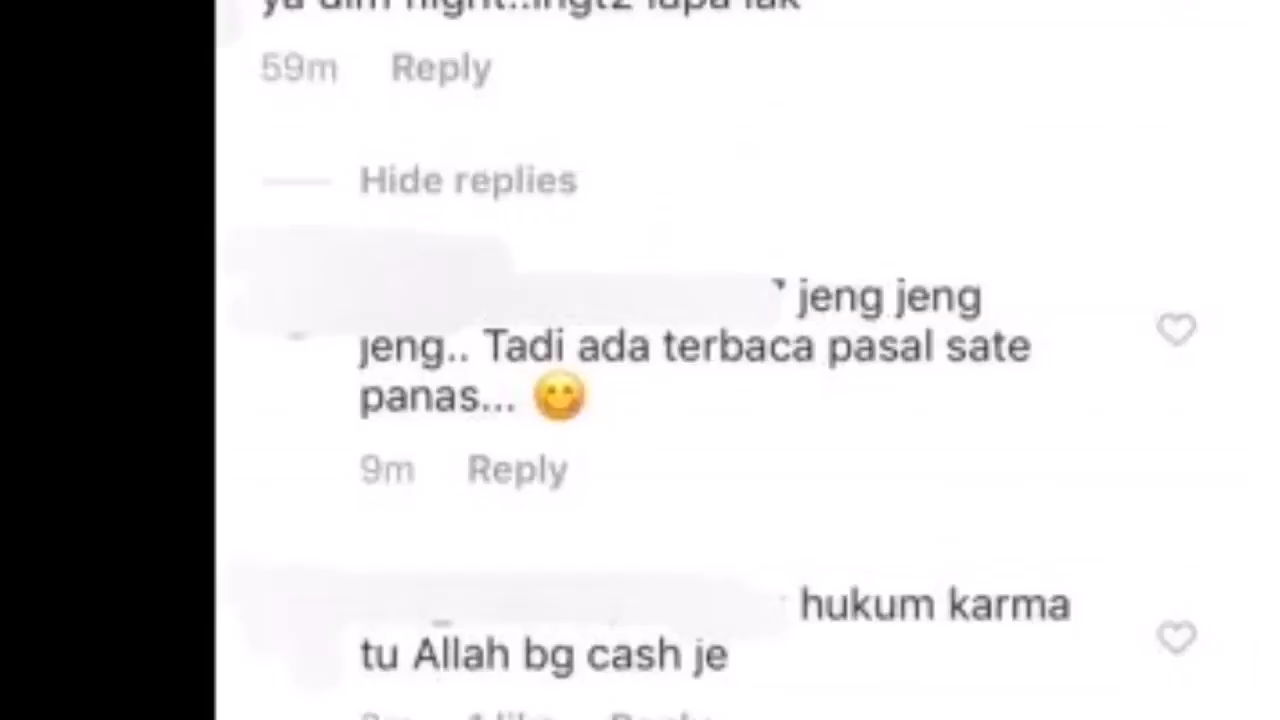 59m Reply
Hide replies
jeng jeng
jeng.. Tadi ada terbaca pasal sate
panas... 😋
9m Reply
hukum karma
tu Allah bg cash je
Reply